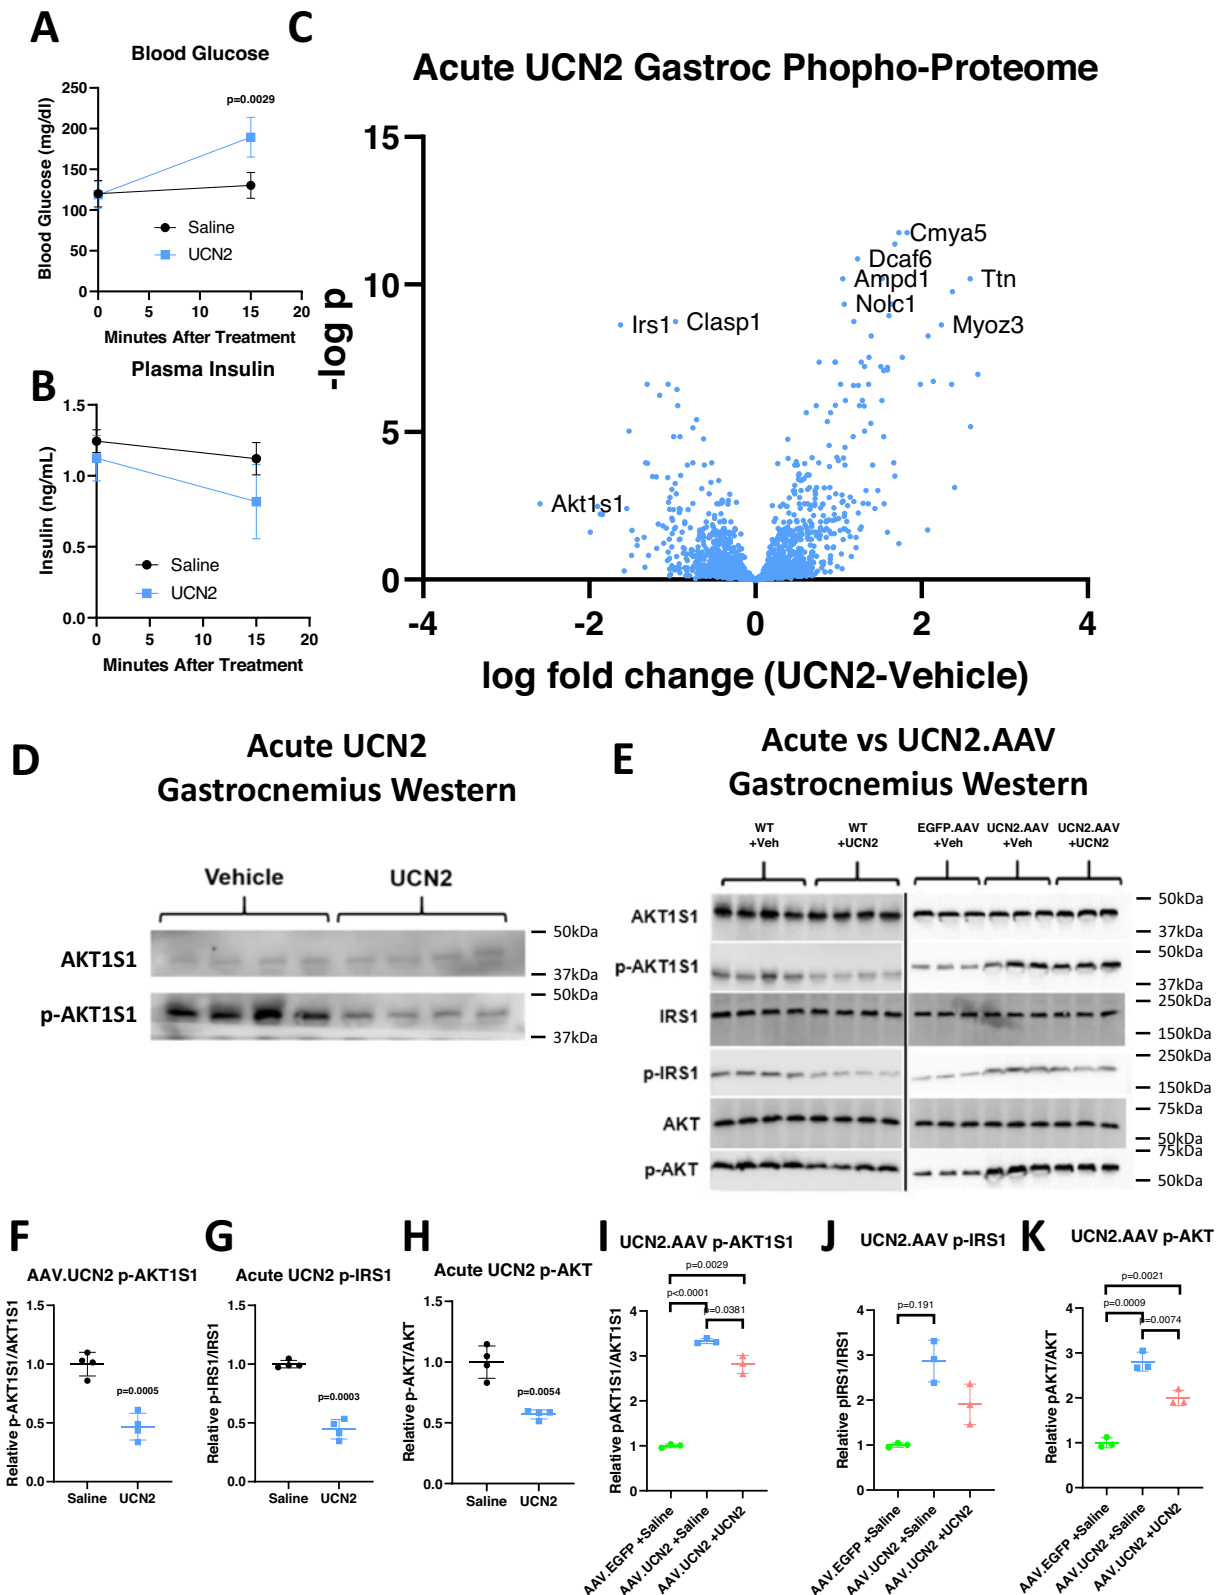 A
Blood Glucose
250
200
150
100
50
0
p=0.0029
Saline
UCN2
0
5
10
15
20
Blood Glucose (mg/dl)
Minutes After Treatment
B
Plasma Insulin
1.5
1.0
0.5
0.0
Saline
UCN2
0
5
10
15
20
Insulin (ng/mL)
Minutes After Treatment
C
Acute UCN2 Gastroc Phopho-Proteome
15
10
5
0
-log p
Cmya5
Dcaf6
Ampd1
Ttn
Nolc1
Irs1
Clasp1
Myoz3
Akt1s1
-4
-2
0
2
4
log fold change (UCN2-Vehicle)
D
Acute UCN2
Gastrocnemius Western
Vehicle
UCN2
AKT1S1
50kDa
37kDa
p-AKT1S1
50kDa
37kDa
E
Acute vs UCN2.AAV
Gastrocnemius Western
WT
+Veh
WT
+UCN2
EGFP.AAV
+Veh
UCN2.AAV
+Veh
UCN2.AAV
+UCN2
AKT1S1
50kDa
37kDa
p-AKT1S1
50kDa
37kDa
IRS1
250kDa
150kDa
p-IRS1
250kDa
150kDa
AKT
75kDa
50kDa
p-AKT
75kDa
50kDa
F
AAV.UCN2 p-AKT1S1
1.5
1.0
0.5
0.0
p=0.0005
Relative p-AKT1S1/AKT1S1
Saline
UCN2
G
Acute UCN2 p-IRS1
1.5
1.0
0.5
0.0
p=0.0003
Relative p-IRS1/IRS1
Saline
UCN2
H
Acute UCN2 p-AKT
1.5
1.0
0.5
0.0
p=0.0054
Relative p-AKT/AKT
Saline
UCN2
I
UCN2.AAV p-AKT1S1
p=0.0029
p<0.0001
p=0.0381
4
3
2
1
0
Relative pAKT1S1/AKT1S1
AAV.EGFP +Saline
AAV.UCN2 +Saline
AAV.UCN2 +UCN2
J
UCN2.AAV p-IRS1
p=0.191
4
3
2
1
0
Relative pIRS1/IRS1
AAV.EGFP +Saline
AAV.UCN2 +Saline
AAV.UCN2 +UCN2
K
UCN2.AAV p-AKT
p=0.0021
p=0.0009
p=0.0074
4
3
2
1
0
Relative pAKT/AKT
AAV.EGFP +Saline
AAV.UCN2 +Saline
AAV.UCN2 +UCN2